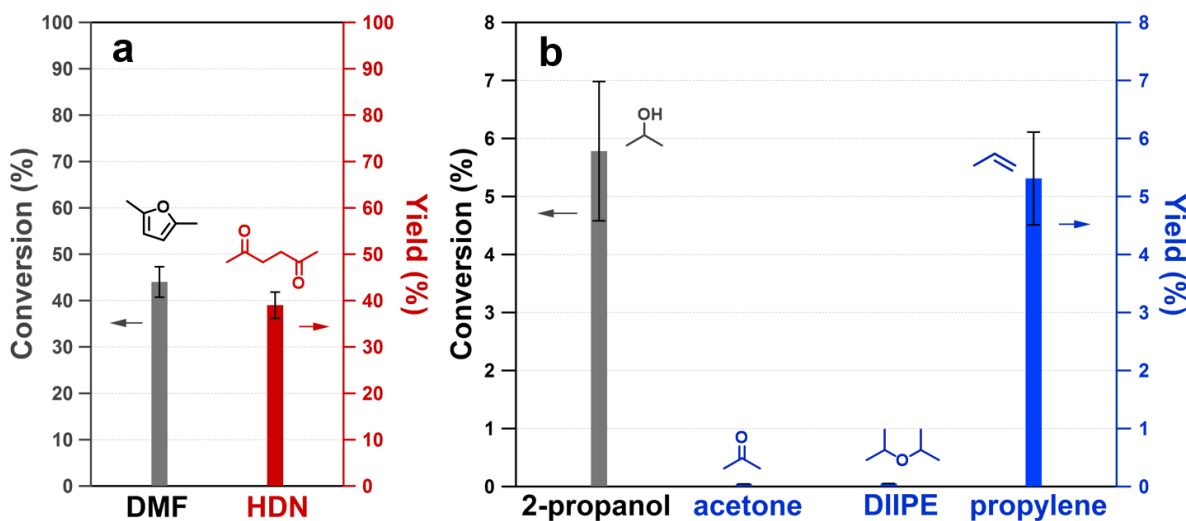 a
Conversion (%)
100
90
80
70
60
50
40
30
20
10
0
O
O
O
DMF
HDN
100
90
80
70
60
50
40
30
20
10
0
Yield (%)
b
Conversion (%)
8
7
6
5
4
3
2
1
0
OH
O
O
2-propanol
acetone
DIIPE
propylene
8
7
6
5
4
3
2
1
0
Yield (%)